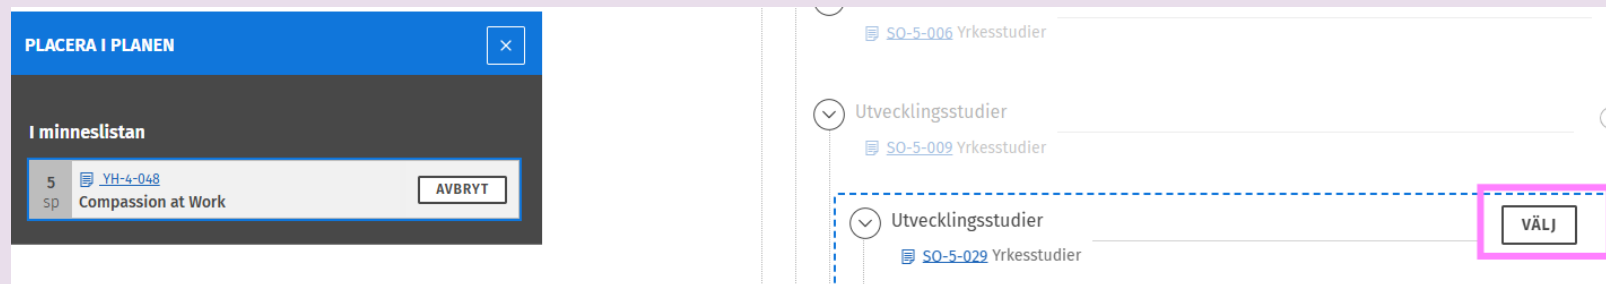 PLACERA I PLANEN
I minneslistan
5 sp
YH-4-048
Compassion at Work
AVBRYT
SO-5-006 Yrkesstudier
Utvecklingsstudier
SO-5-009 Yrkesstudier
Utvecklingsstudier
VÄLJ
SO-5-029 Yrkesstudier